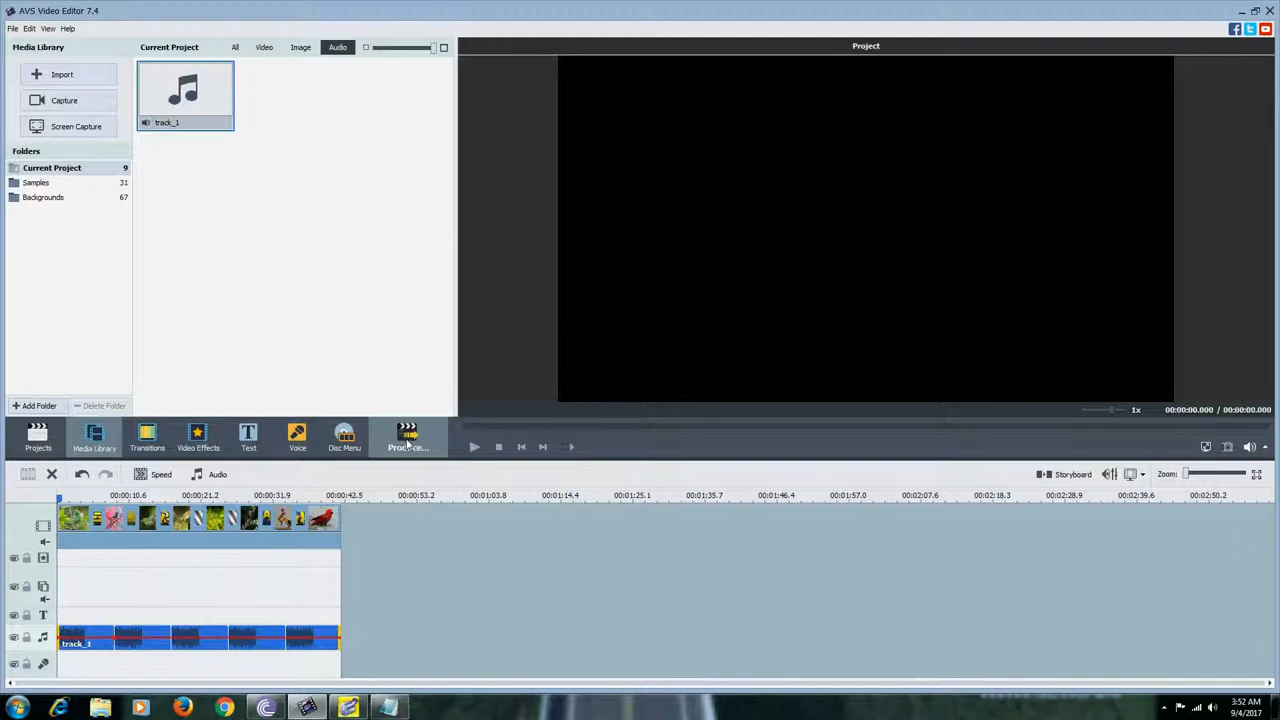 AVS Video Editor 7.4
File Edit View Help
Media Library
Current Project All Video Image Audio
Project
Import
Capture
Screen Capture
track_1
Folders
Current Project 9
Samples 31
Backgrounds 67
Add Folder Delete Folder
1x 00:00:00.000 / 00:00:00.000
Projects Media Library Transitions Video Effects Text Voice Disc Menu Produce...
Speed Audio Storyboard Zoom:
00:00:10.6 00:00:21.2 00:00:31.9 00:00:42.5 00:00:53.2 00:01:03.8 00:01:14.4 00:01:25.1 00:01:35.7 00:01:46.4 00:01:57.0 00:02:07.6 00:02:18.3 00:02:28.9 00:02:39.6 00:02:50.2
T
track_1
3:52 AM
9/4/2017